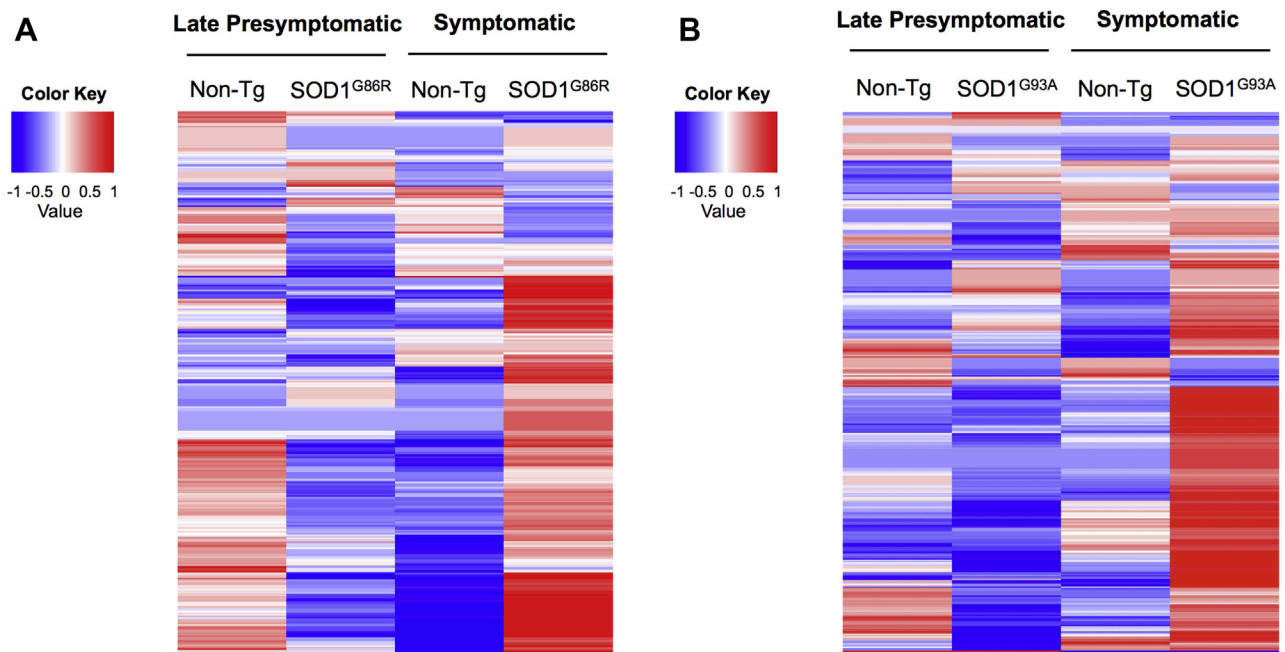 A
Late Presymptomatic Symptomatic
Color Key
Non-Tg SOD1G86R Non-Tg SOD1G86R
-1 -0.5 0 0.5 1
Value
B
Late Presymptomatic Symptomatic
Color Key
Non-Tg SOD1G93A Non-Tg SOD1G93A
-1 -0.5 0 0.5 1
Value